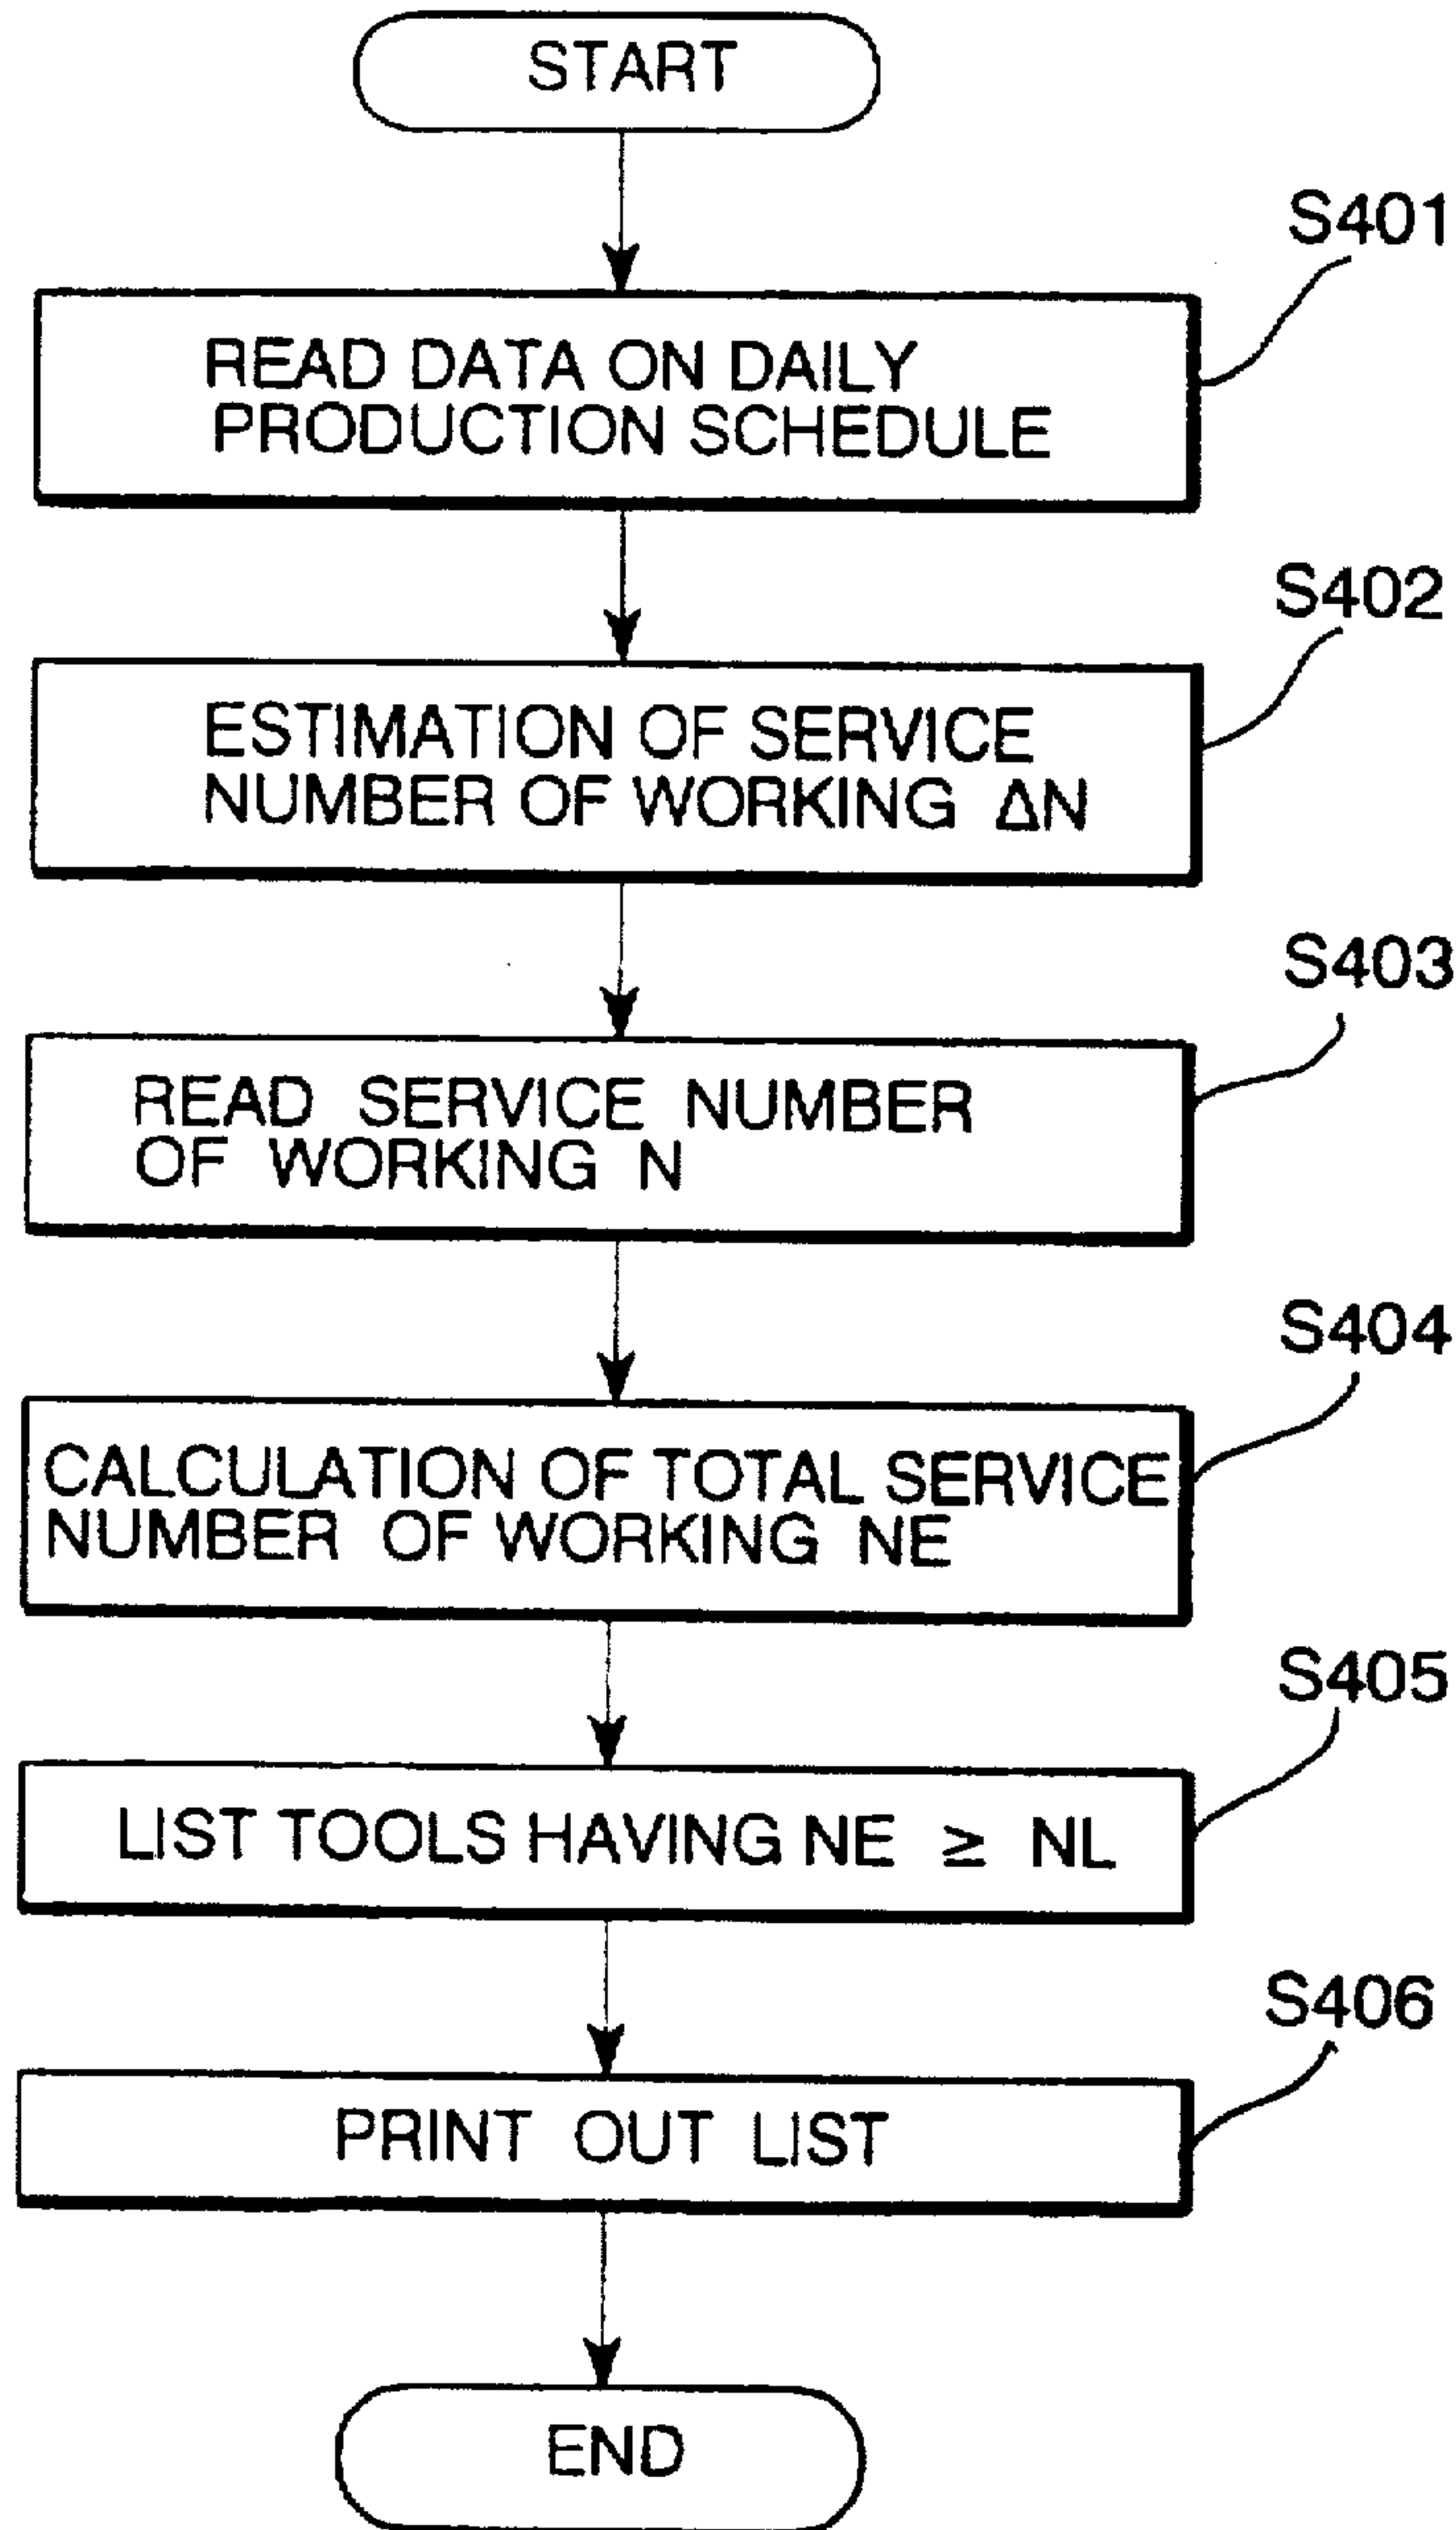 START
S401
READ DATA ON DAILY
PRODUCTION SCHEDULE
S402
ESTIMATION OF SERVICE
NUMBER OF WORKING ΔN
S403
READ SERVICE NUMBER
OF WORKING N
S404
CALCULATION OF TOTAL SERVICE
NUMBER OF WORKING NE
S405
LIST TOOLS HAVING NE ≥ NL
S406
PRINT OUT LIST
END